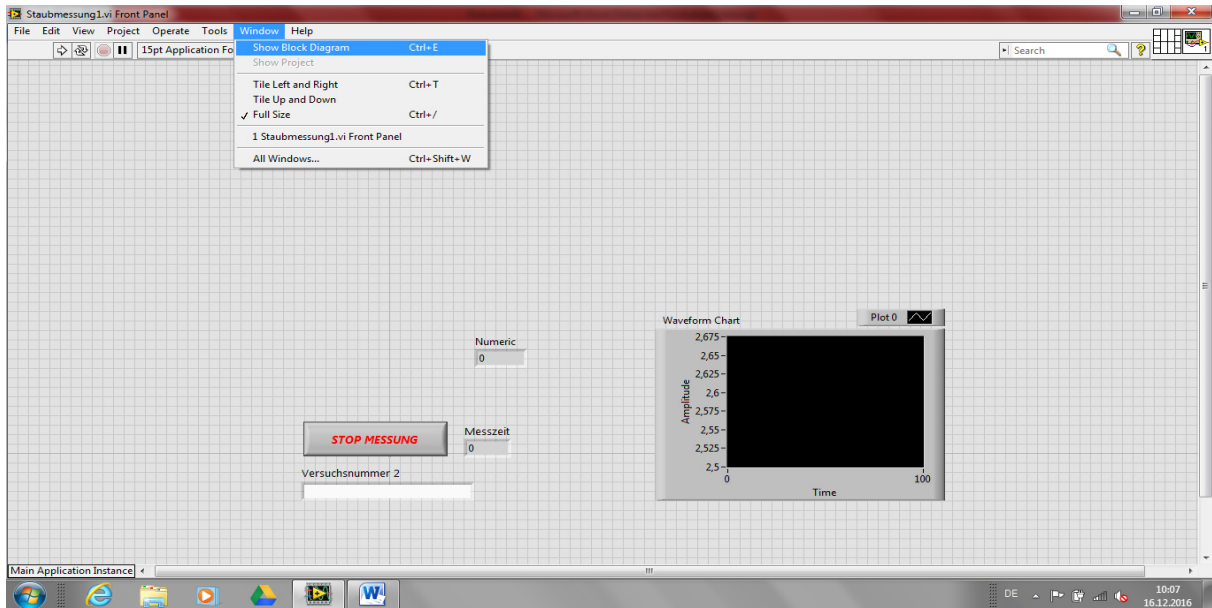 Staubmessung1.vi Front Panel
File Edit View Project Operate Tools Window Help
15pt Application Fo
Search
Show Block Diagram Ctrl+E
Show Project
Tile Left and Right Ctrl+T
Tile Up and Down
Full Size Ctrl+/
1 Staubmessung1.vi Front Panel
All Windows... Ctrl+Shift+W
1
Numeric
0
STOP MESSUNG
Messzeit
0
Versuchsnummer 2
Waveform Chart
Plot 0
Amplitude
2,675
2,65
2,625
2,6
2,575
2,55
2,525
2,5
0 100
Time
Main Application Instance
W
DE
10:07
16.12.2016